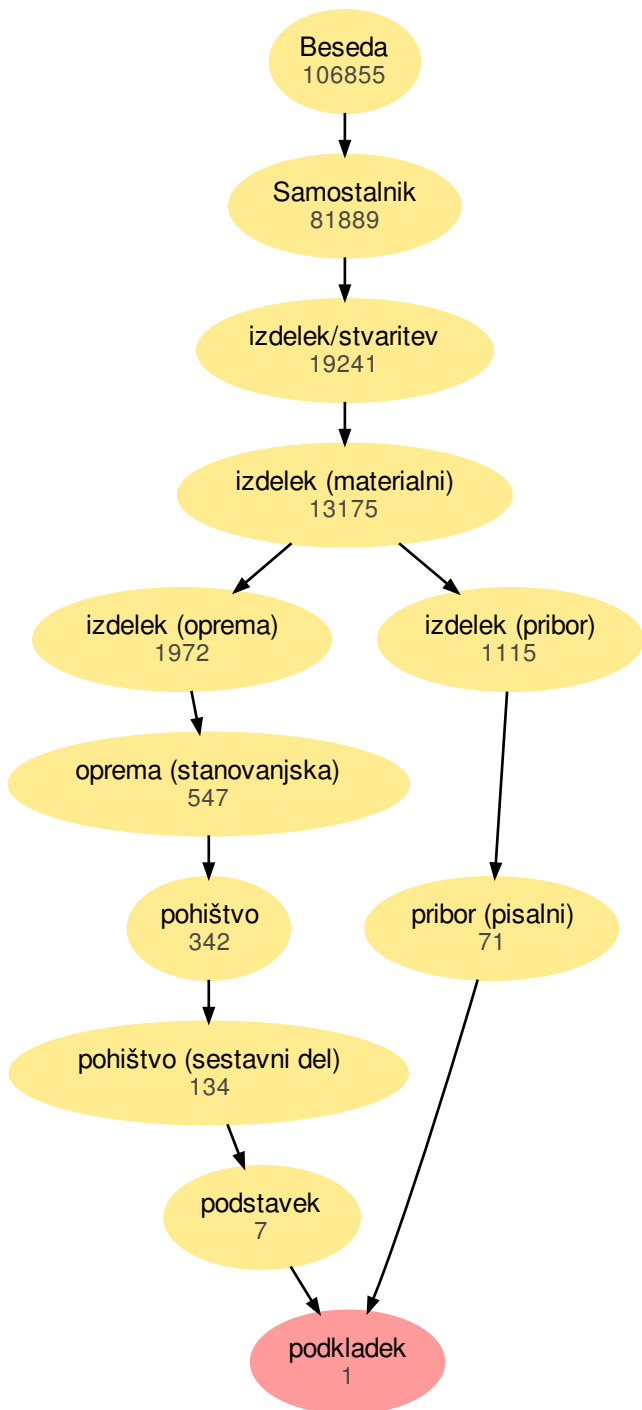 Beseda
106855
Samostalnik
81889
izdelek/stvaritev
19241
izdelek (materialni)
13175
izdelek (oprema)
1972
izdelek (pribor)
1115
oprema (stanovanjska)
547
pohištvo
342
pribor (pisalni)
71
pohištvo (sestavni del)
134
podstavek
7
podkladek
1